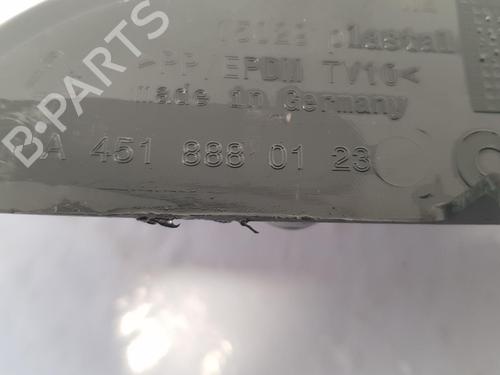 plastal
>PP/EPDM TV10<
made in Germany
A 451 888 01 23
B-PARTS